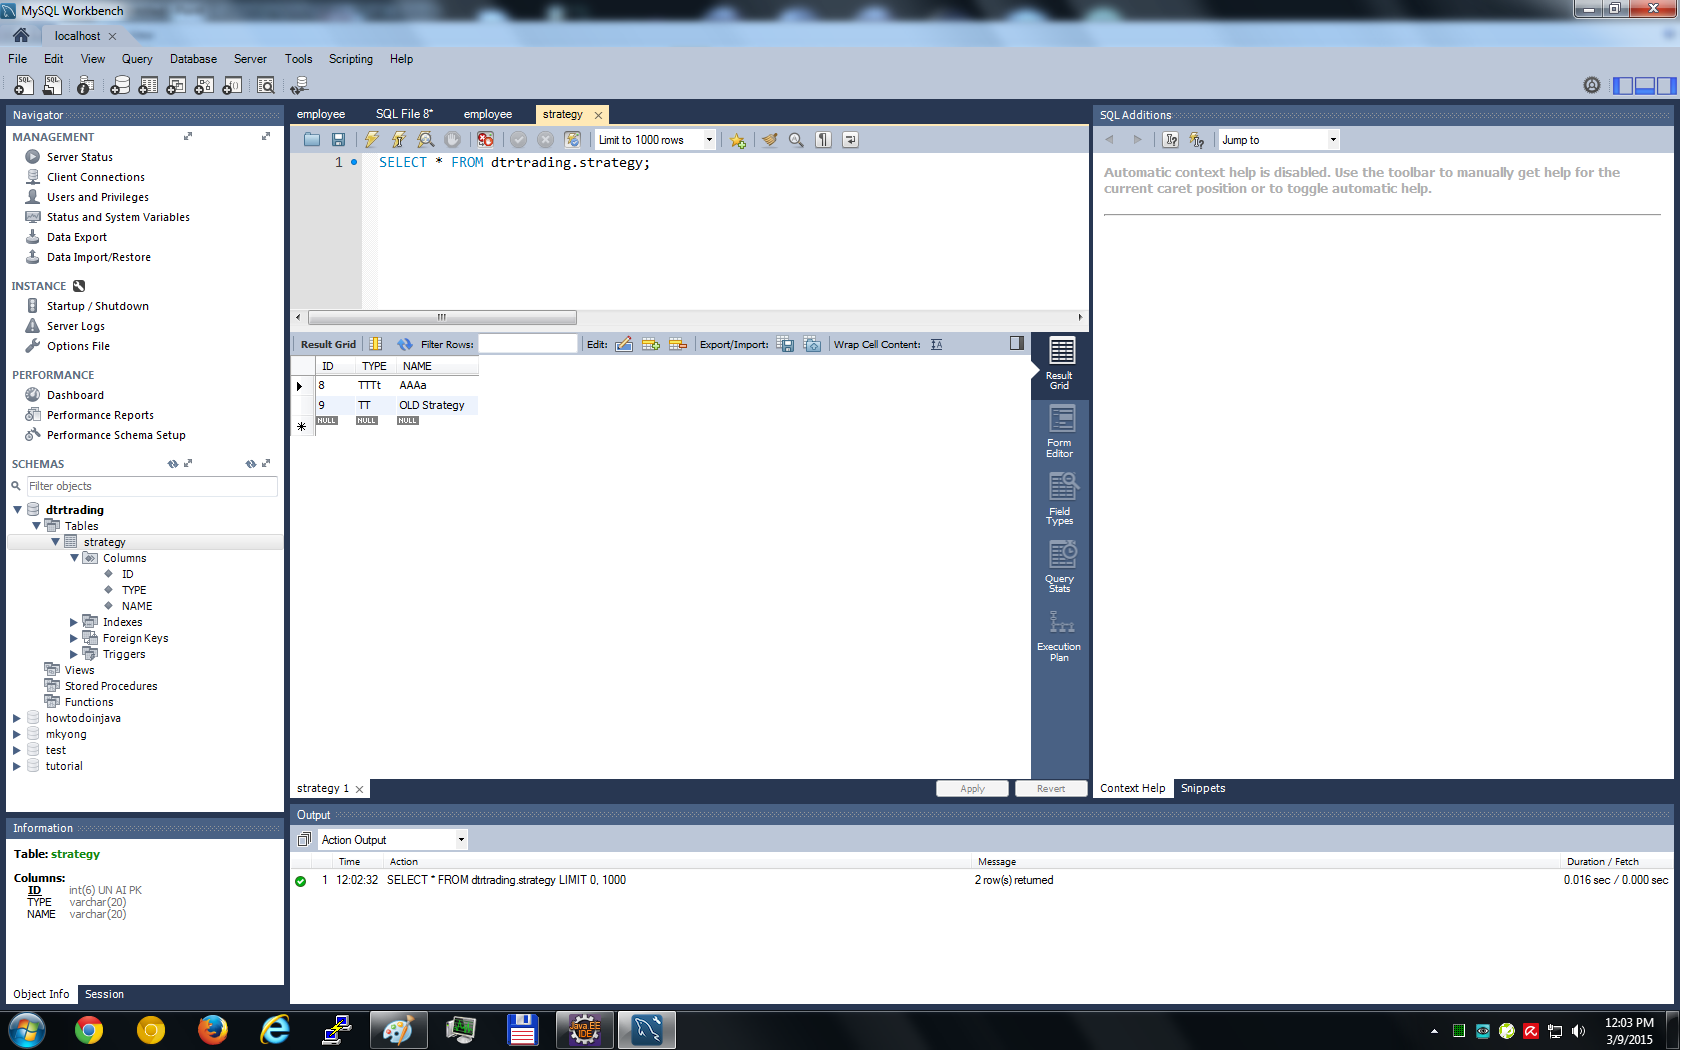 MySQL Workbench
localhost
File Edit View Query Database Server Tools Scripting Help
Navigator
MANAGEMENT
Server Status
Client Connections
Users and Privileges
Status and System Variables
Data Export
Data Import/Restore
INSTANCE
Startup / Shutdown
Server Logs
Options File
PERFORMANCE
Dashboard
Performance Reports
Performance Schema Setup
SCHEMAS
Filter objects
dtrtrading
Tables
strategy
Columns
ID
TYPE
NAME
Indexes
Foreign Keys
Triggers
Views
Stored Procedures
Functions
howtodoinjava
mkyong
test
tutorial
Information
Table: strategy
Columns:
ID int(6) UN AI PK
TYPE varchar(20)
NAME varchar(20)
Object Info Session
employee SQL File 8* employee strategy
Limit to 1000 rows
1 SELECT * FROM dtrtrading.strategy;
Result Grid Filter Rows: Edit: Export/Import: Wrap Cell Content:
ID TYPE NAME
8 TTTt AAAa
9 TT OLD Strategy
NULL NULL NULL
Result
Grid
Form
Editor
Field
Types
Query
Stats
Execution
Plan
strategy 1 Apply Revert
SQL Additions
Jump to
Automatic context help is disabled. Use the toolbar to manually get help for the
current caret position or to toggle automatic help.
Context Help Snippets
Output
Action Output
Time Action Message Duration / Fetch
1 12:02:32 SELECT * FROM dtrtrading.strategy LIMIT 0, 1000 2 row(s) returned 0.016 sec / 0.000 sec
Java EE
IDE
12:03 PM
3/9/2015